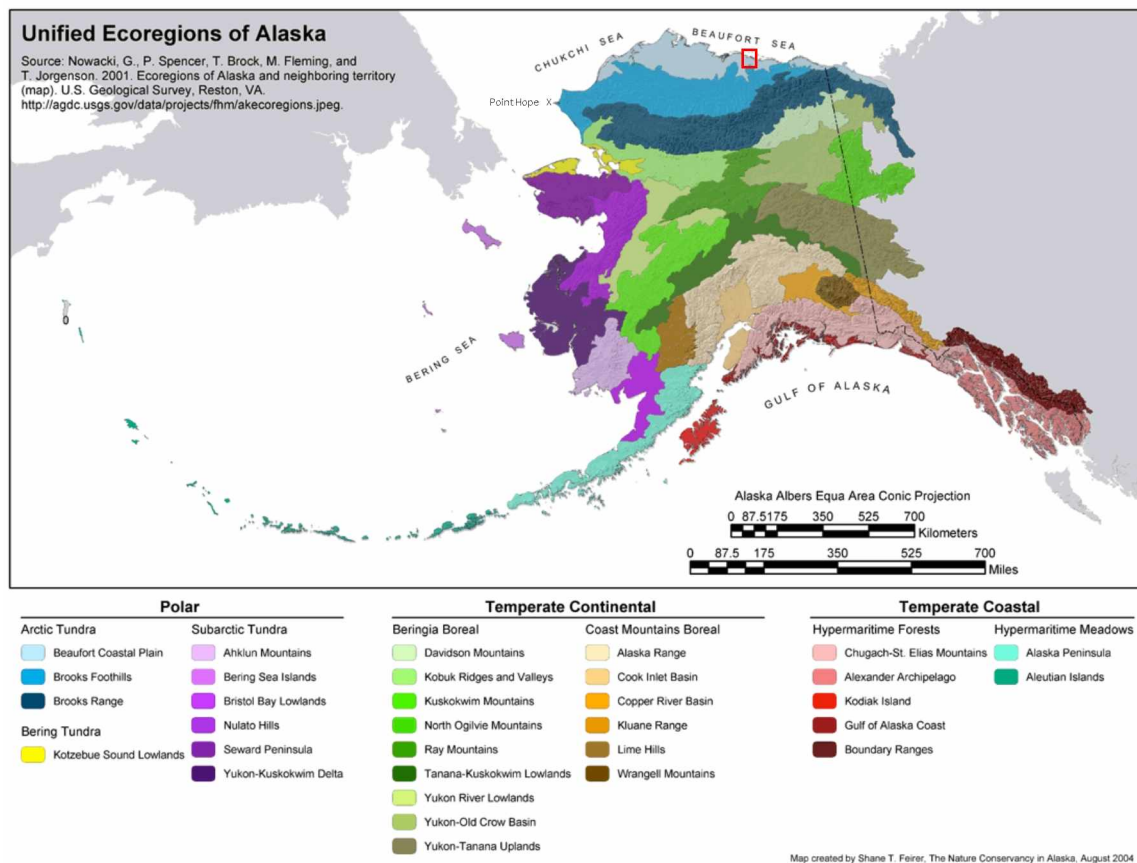 Unified Ecoregions of Alaska
Source: Nowacki, G., P. Spencer, T. Brock, M. Fleming, and
T. Jorgenson. 2001. Ecoregions of Alaska and neighboring territory
(map). U.S. Geological Survey, Reston, VA.
http://agdc.usgs.gov/data/projects/fhm/akecoregions.jpeg.
CHUKCHI SEA
BEAUFORT SEA
PointHope X
BERING SEA
GULF OF ALASKA
Alaska Albers Equa Area Conic Projection
0 87.5175 350 525 700
Kilometers
0 87.5 175 350 525 700
Miles
Polar
Arctic Tundra
Beaufort Coastal Plain
Brooks Foothills
Brooks Range
Bering Tundra
Kotzebue Sound Lowlands
Subarctic Tundra
Ahklun Mountains
Bering Sea Islands
Bristol Bay Lowlands
Nulato Hills
Seward Peninsula
Yukon-Kuskokwim Delta
Temperate Continental
Beringia Boreal
Davidson Mountains
Kobuk Ridges and Valleys
Kuskokwim Mountains
North Ogilvie Mountains
Ray Mountains
Tanana-Kuskokwim Lowlands
Yukon River Lowlands
Yukon-Old Crow Basin
Yukon-Tanana Uplands
Coast Mountains Boreal
Alaska Range
Cook Inlet Basin
Copper River Basin
Kluane Range
Lime Hills
Wrangell Mountains
Temperate Coastal
Hypermaritime Forests
Chugach-St. Elias Mountains
Alexander Archipelago
Kodiak Island
Gulf of Alaska Coast
Boundary Ranges
Hypermaritime Meadows
Alaska Peninsula
Aleutian Islands
Map created by Shane T. Feirer, The Nature Conservancy in Alaska, August 2004